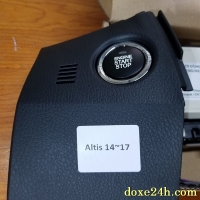 ENGINE
START
STOP
Altis 14~17
doxe24h.com